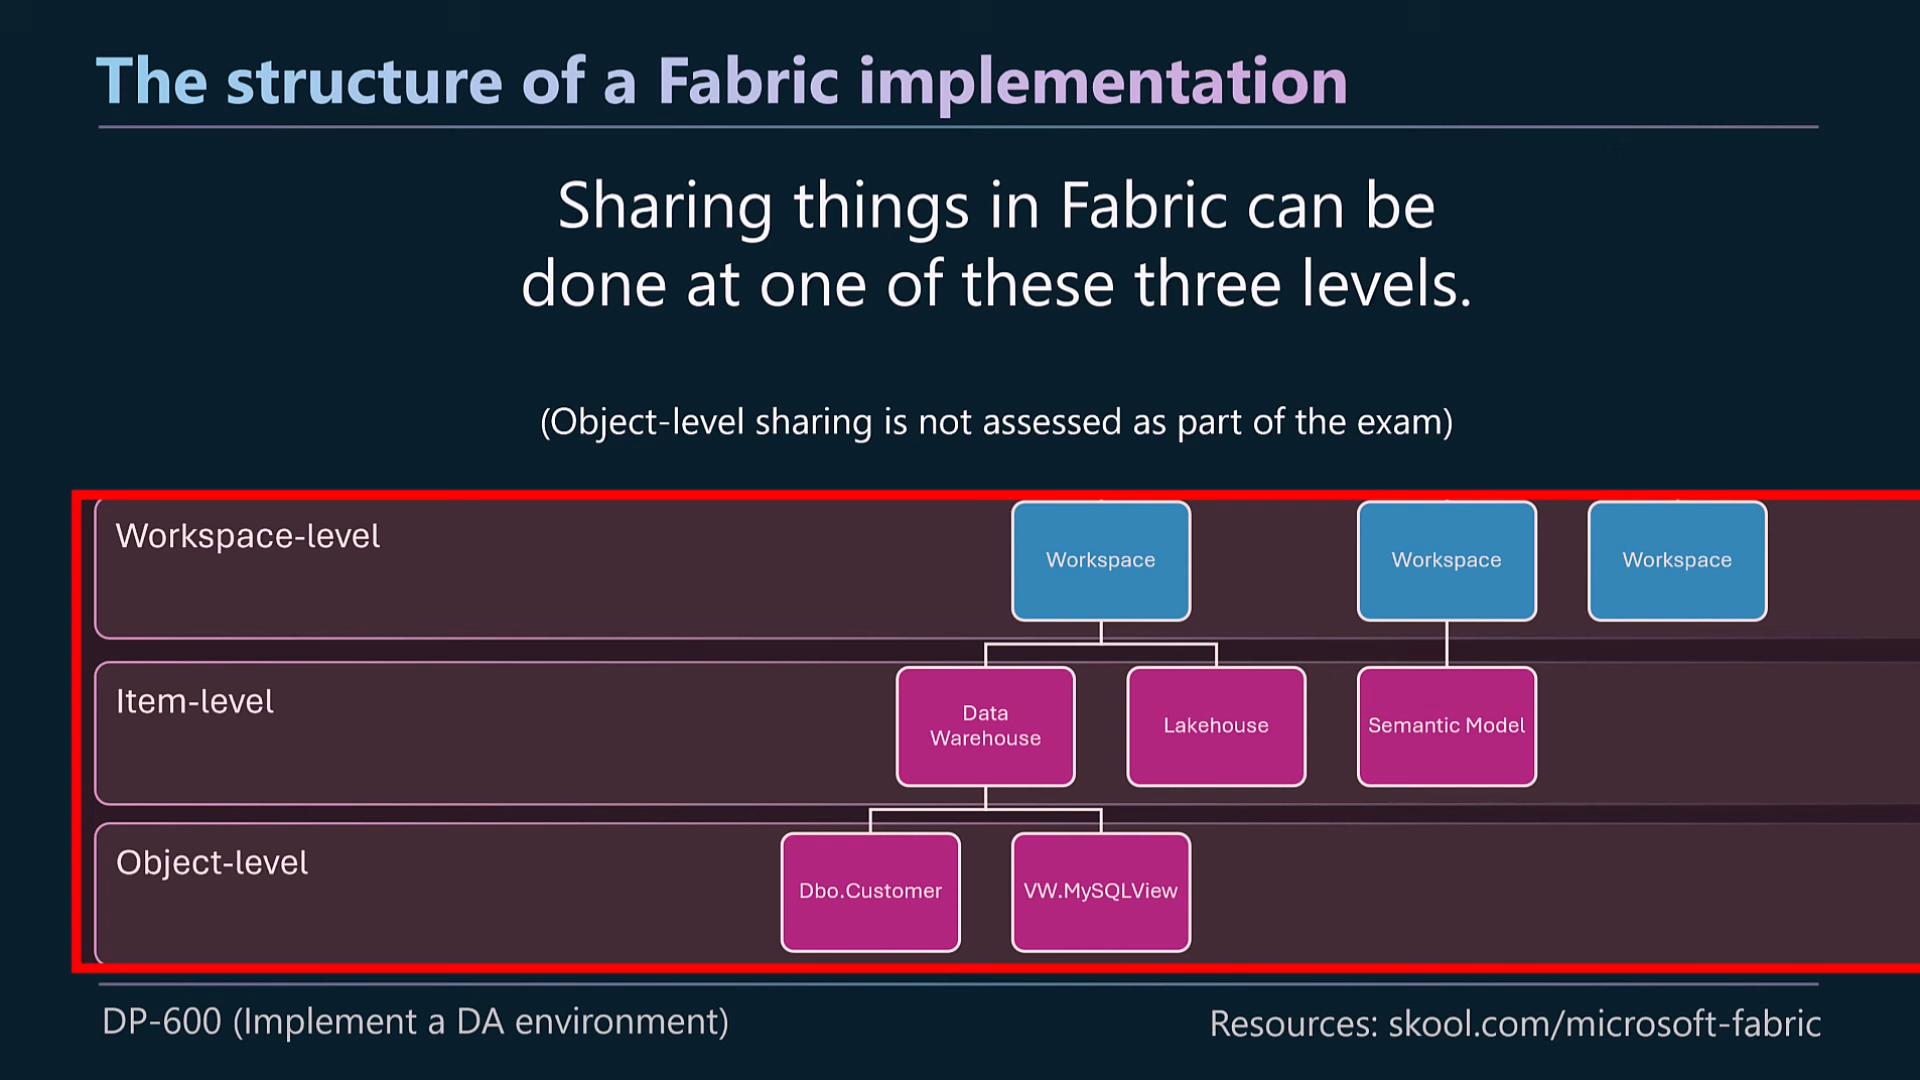 The structure of a Fabric implementation
Sharing things in Fabric can be
done at one of these three levels.
(Object-level sharing is not assessed as part of the exam)
Workspace-level
Workspace
Workspace
Workspace
Item-level
Data
Warehouse
Lakehouse
Semantic Model
Object-level
Dbo.Customer
VW.MySQLView
DP-600 (Implement a DA environment)
Resources: skool.com/microsoft-fabric